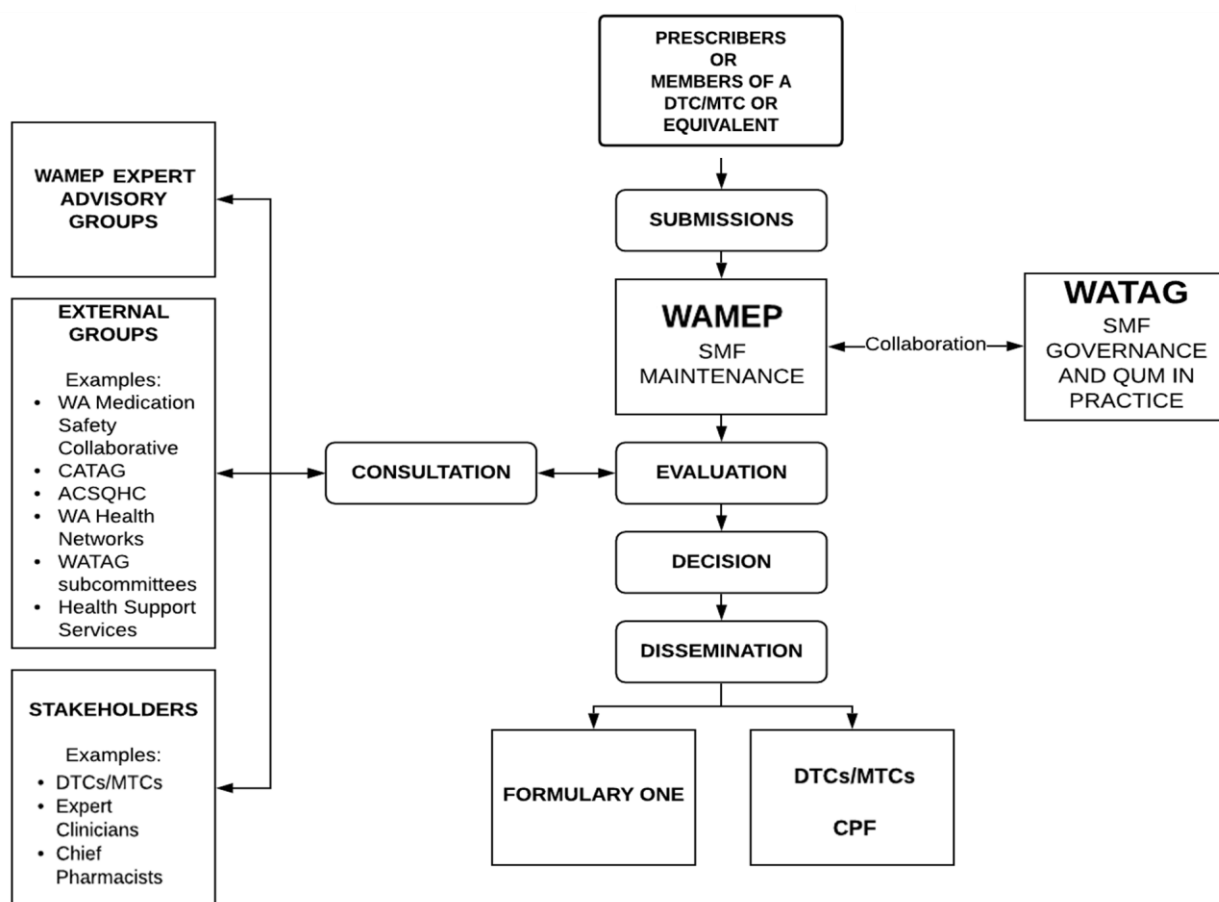 PRESCRIBERS
OR
MEMBERS OF A
DTC/MTC OR
EQUIVALENT
SUBMISSIONS
WAMEP
SMF
MAINTENANCE
Collaboration
WATAG
SMF
GOVERNANCE
AND QUM IN
PRACTICE
WAMEP EXPERT
ADVISORY
GROUPS
EXTERNAL
GROUPS
Examples:
• WA Medication
Safety
Collaborative
• CATAG
• ACSQHC
• WA Health
Networks
• WATAG
subcommittees
• Health Support
Services
STAKEHOLDERS
Examples:
• DTCs/MTCs
• Expert
Clinicians
• Chief
Pharmacists
CONSULTATION
EVALUATION
DECISION
DISSEMINATION
FORMULARY ONE
DTCs/MTCs
CPF